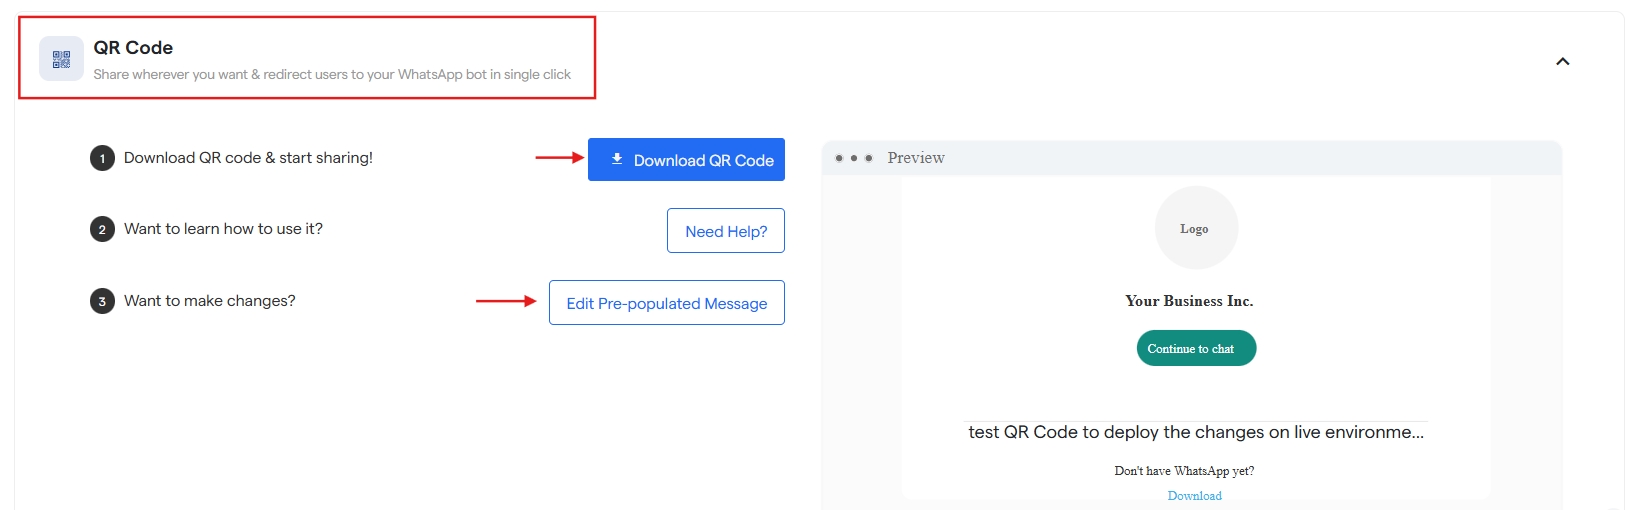 QR Code
Share wherever you want & redirect users to your WhatsApp bot in single click
1 Download QR code & start sharing!
Download QR Code
2 Want to learn how to use it?
Need Help?
3 Want to make changes?
Edit Pre-populated Message
Preview
Logo
Your Business Inc.
Continue to chat
test QR Code to deploy the changes on live environme...
Don't have WhatsApp yet?
Download